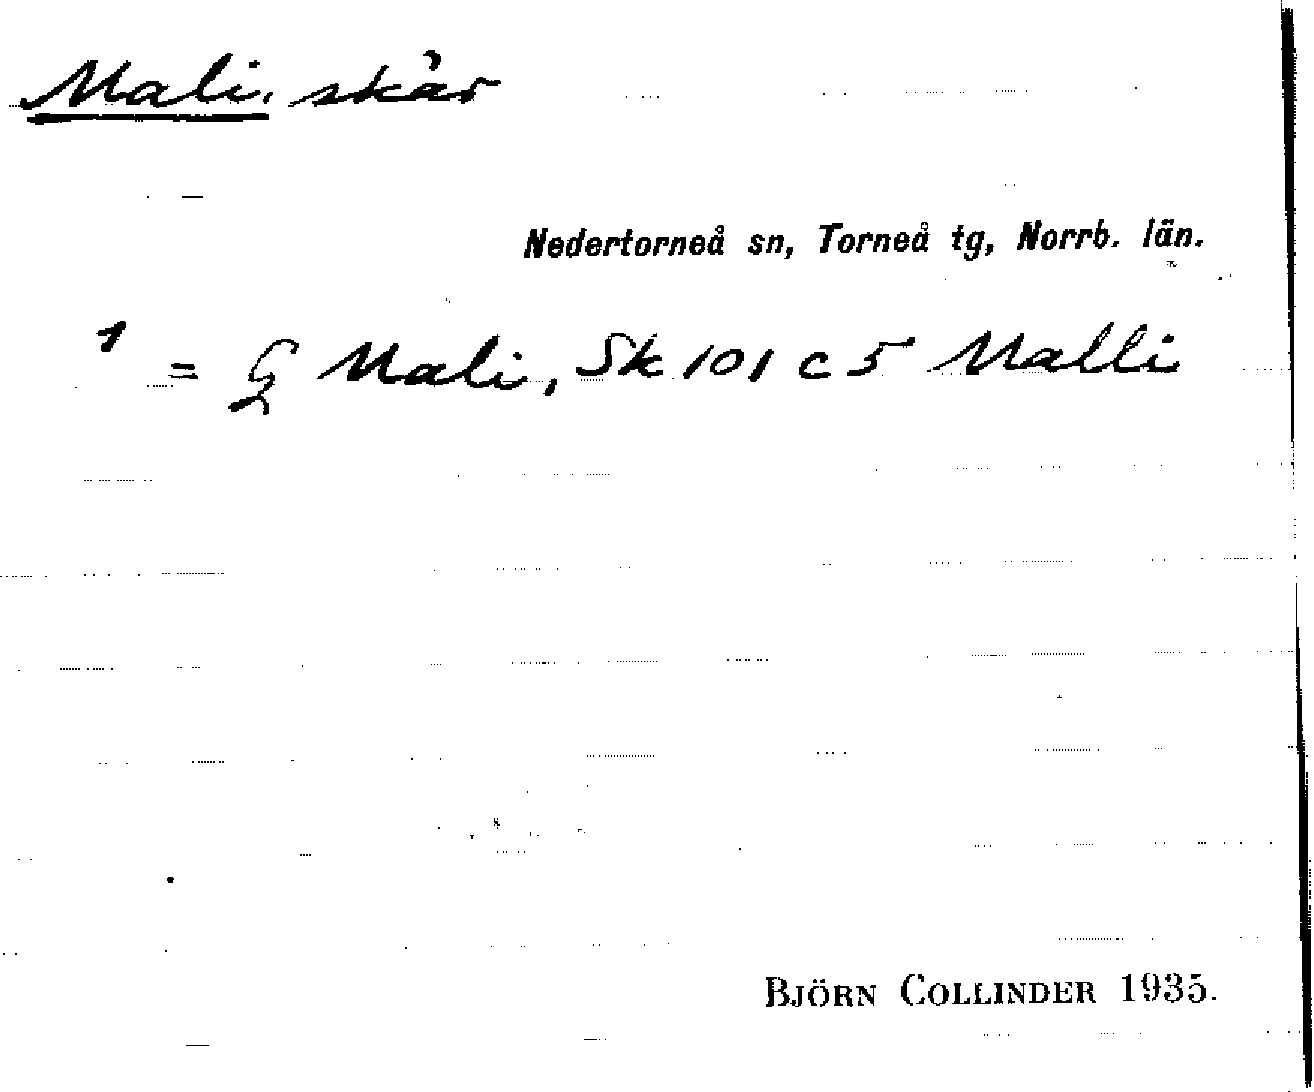 Mali, skär
Nedertorneå sn, Torneå tg, Norrb. län.
1 = G Mali, Sk 101 c 5 Malli
BJÖRN COLLINDER 1935.